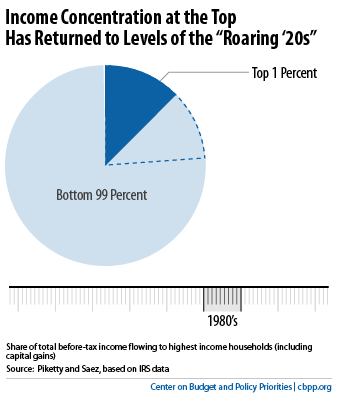 Income Concentration at the Top
Has Returned to Levels of the “Roaring ‘20s”
Top 1 Percent
Bottom 99 Percent
1980's
Share of total before-tax income flowing to highest income households (including
capital gains)
Source: Piketty and Saez, based on IRS data
Center on Budget and Policy Priorities | cbpp.org